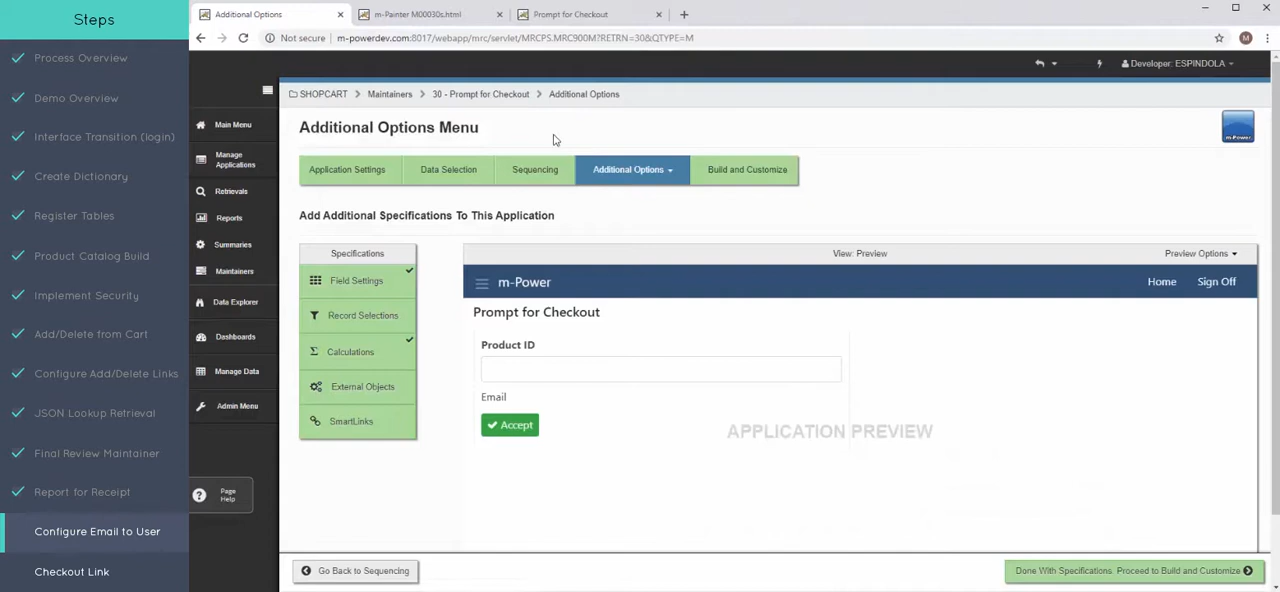 Steps
Process Overview
Demo Overview
Interface Transition (login)
Create Dictionary
Register Tables
Product Catalog Build
Implement Security
Add/Delete from Cart
Configure Add/Delete Links
JSON Lookup Retrieval
Final Review Maintainer
Report for Receipt
Configure Email to User
Checkout Link
Additional Options
m-Painter M00030s.html
Prompt for Checkout
Not secure
m-powerdev.com:8017/webapp/mrc/servlet/MRCPS.MRC900M?RETRN=30&QTYPE=M
M
Developer: ESPINDOLA
Main Menu
Manage
Applications
Retrievals
Reports
Summaries
Maintainers
Data Explorer
Dashboards
Manage Data
Admin Menu
Page
Help
SHOPCART > Maintainers > 30 - Prompt for Checkout > Additional Options
Additional Options Menu
m-Power
Application Settings
Data Selection
Sequencing
Additional Options
Build and Customize
Add Additional Specifications To This Application
Specifications
Field Settings
Record Selections
Calculations
External Objects
SmartLinks
View: Preview
Preview Options
m-Power
Home
Sign Off
Prompt for Checkout
Product ID
Email
Accept
APPLICATION PREVIEW
Go Back to Sequencing
Done With Specifications. Proceed to Build and Customize